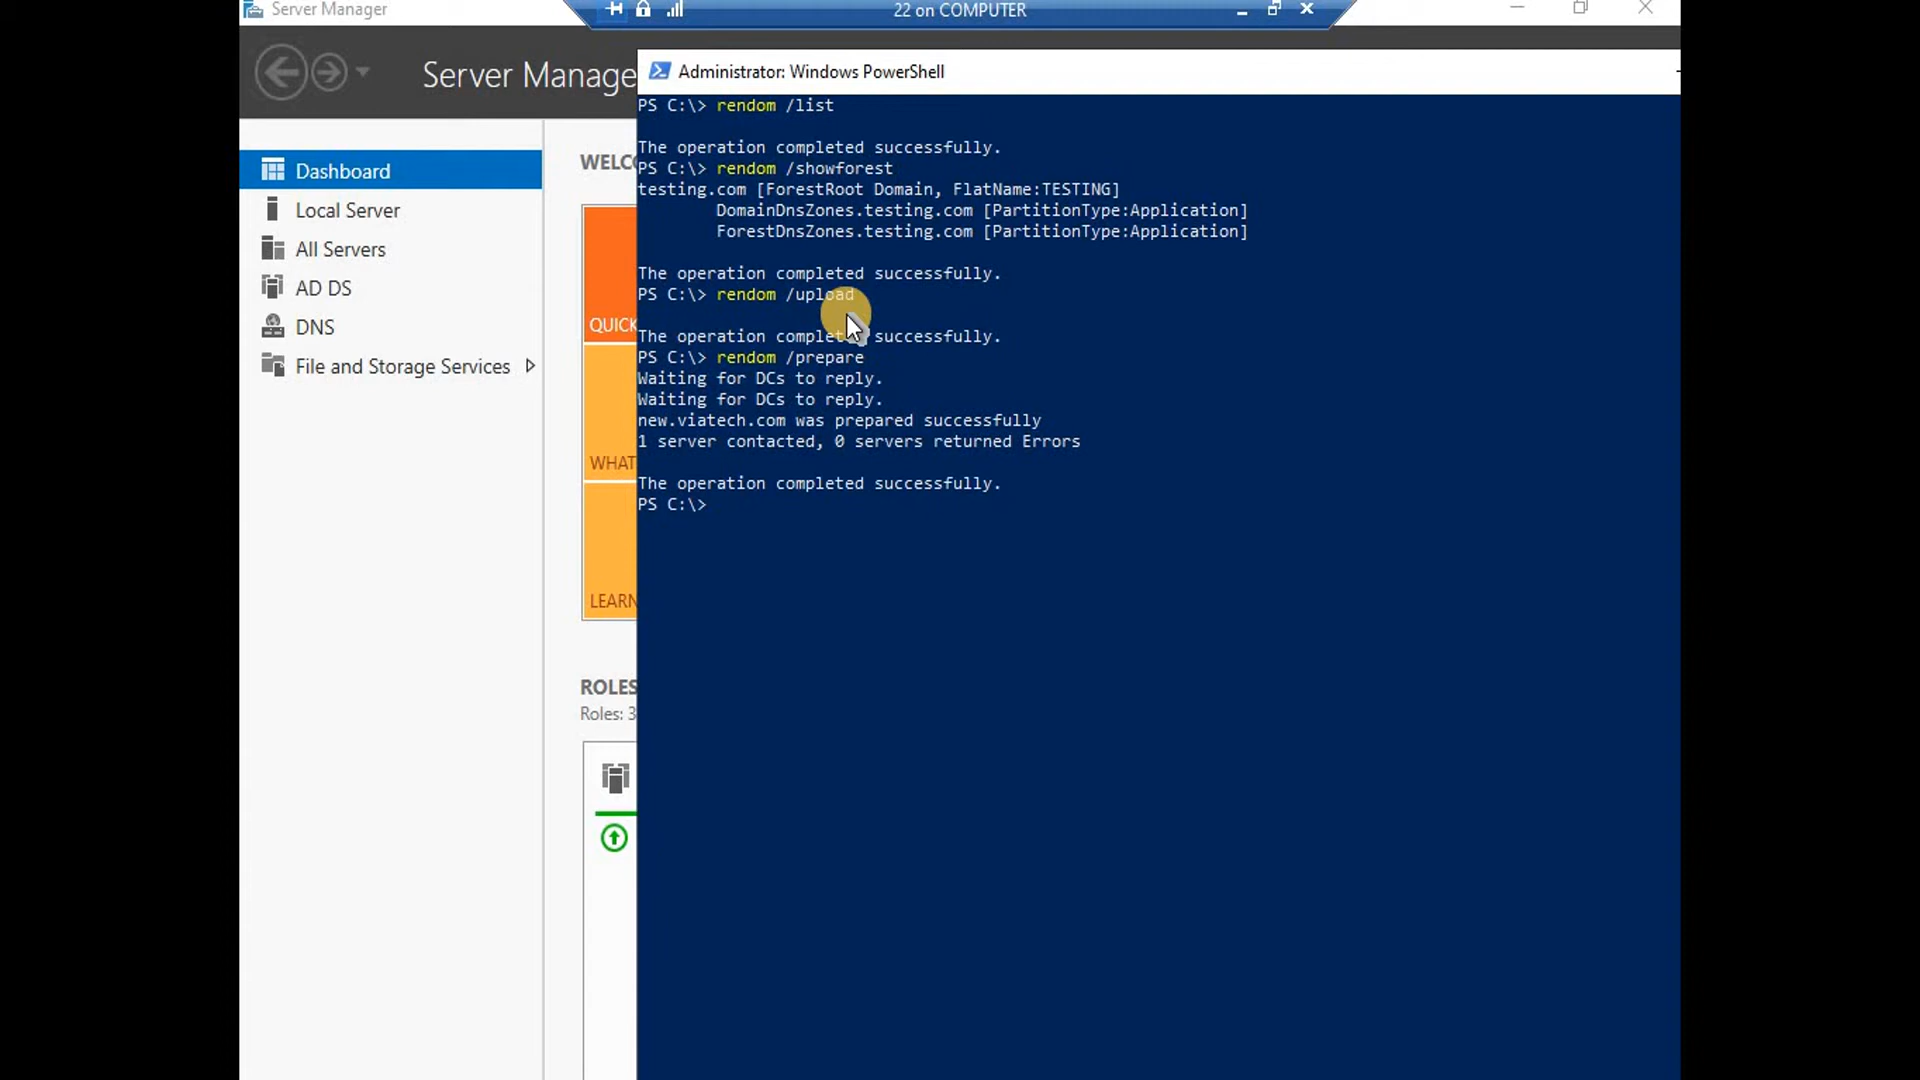 Server Manager
22 on COMPUTER
Server Manage
Administrator: Windows PowerShell
Dashboard
Local Server
All Servers
AD DS
DNS
File and Storage Services
WELC
QUICK
WHAT
LEARN
ROLES
Roles: 3
PS C:\> rendom /list
The operation completed successfully.
PS C:\> rendom /showforest
testing.com [ForestRoot Domain, FlatName:TESTING]
DomainDnsZones.testing.com [PartitionType:Application]
ForestDnsZones.testing.com [PartitionType:Application]
The operation completed successfully.
PS C:\> rendom /upload
The operation completed successfully.
PS C:\> rendom /prepare
Waiting for DCs to reply.
Waiting for DCs to reply.
new.viatech.com was prepared successfully
1 server contacted, 0 servers returned Errors
The operation completed successfully.
PS C:\>